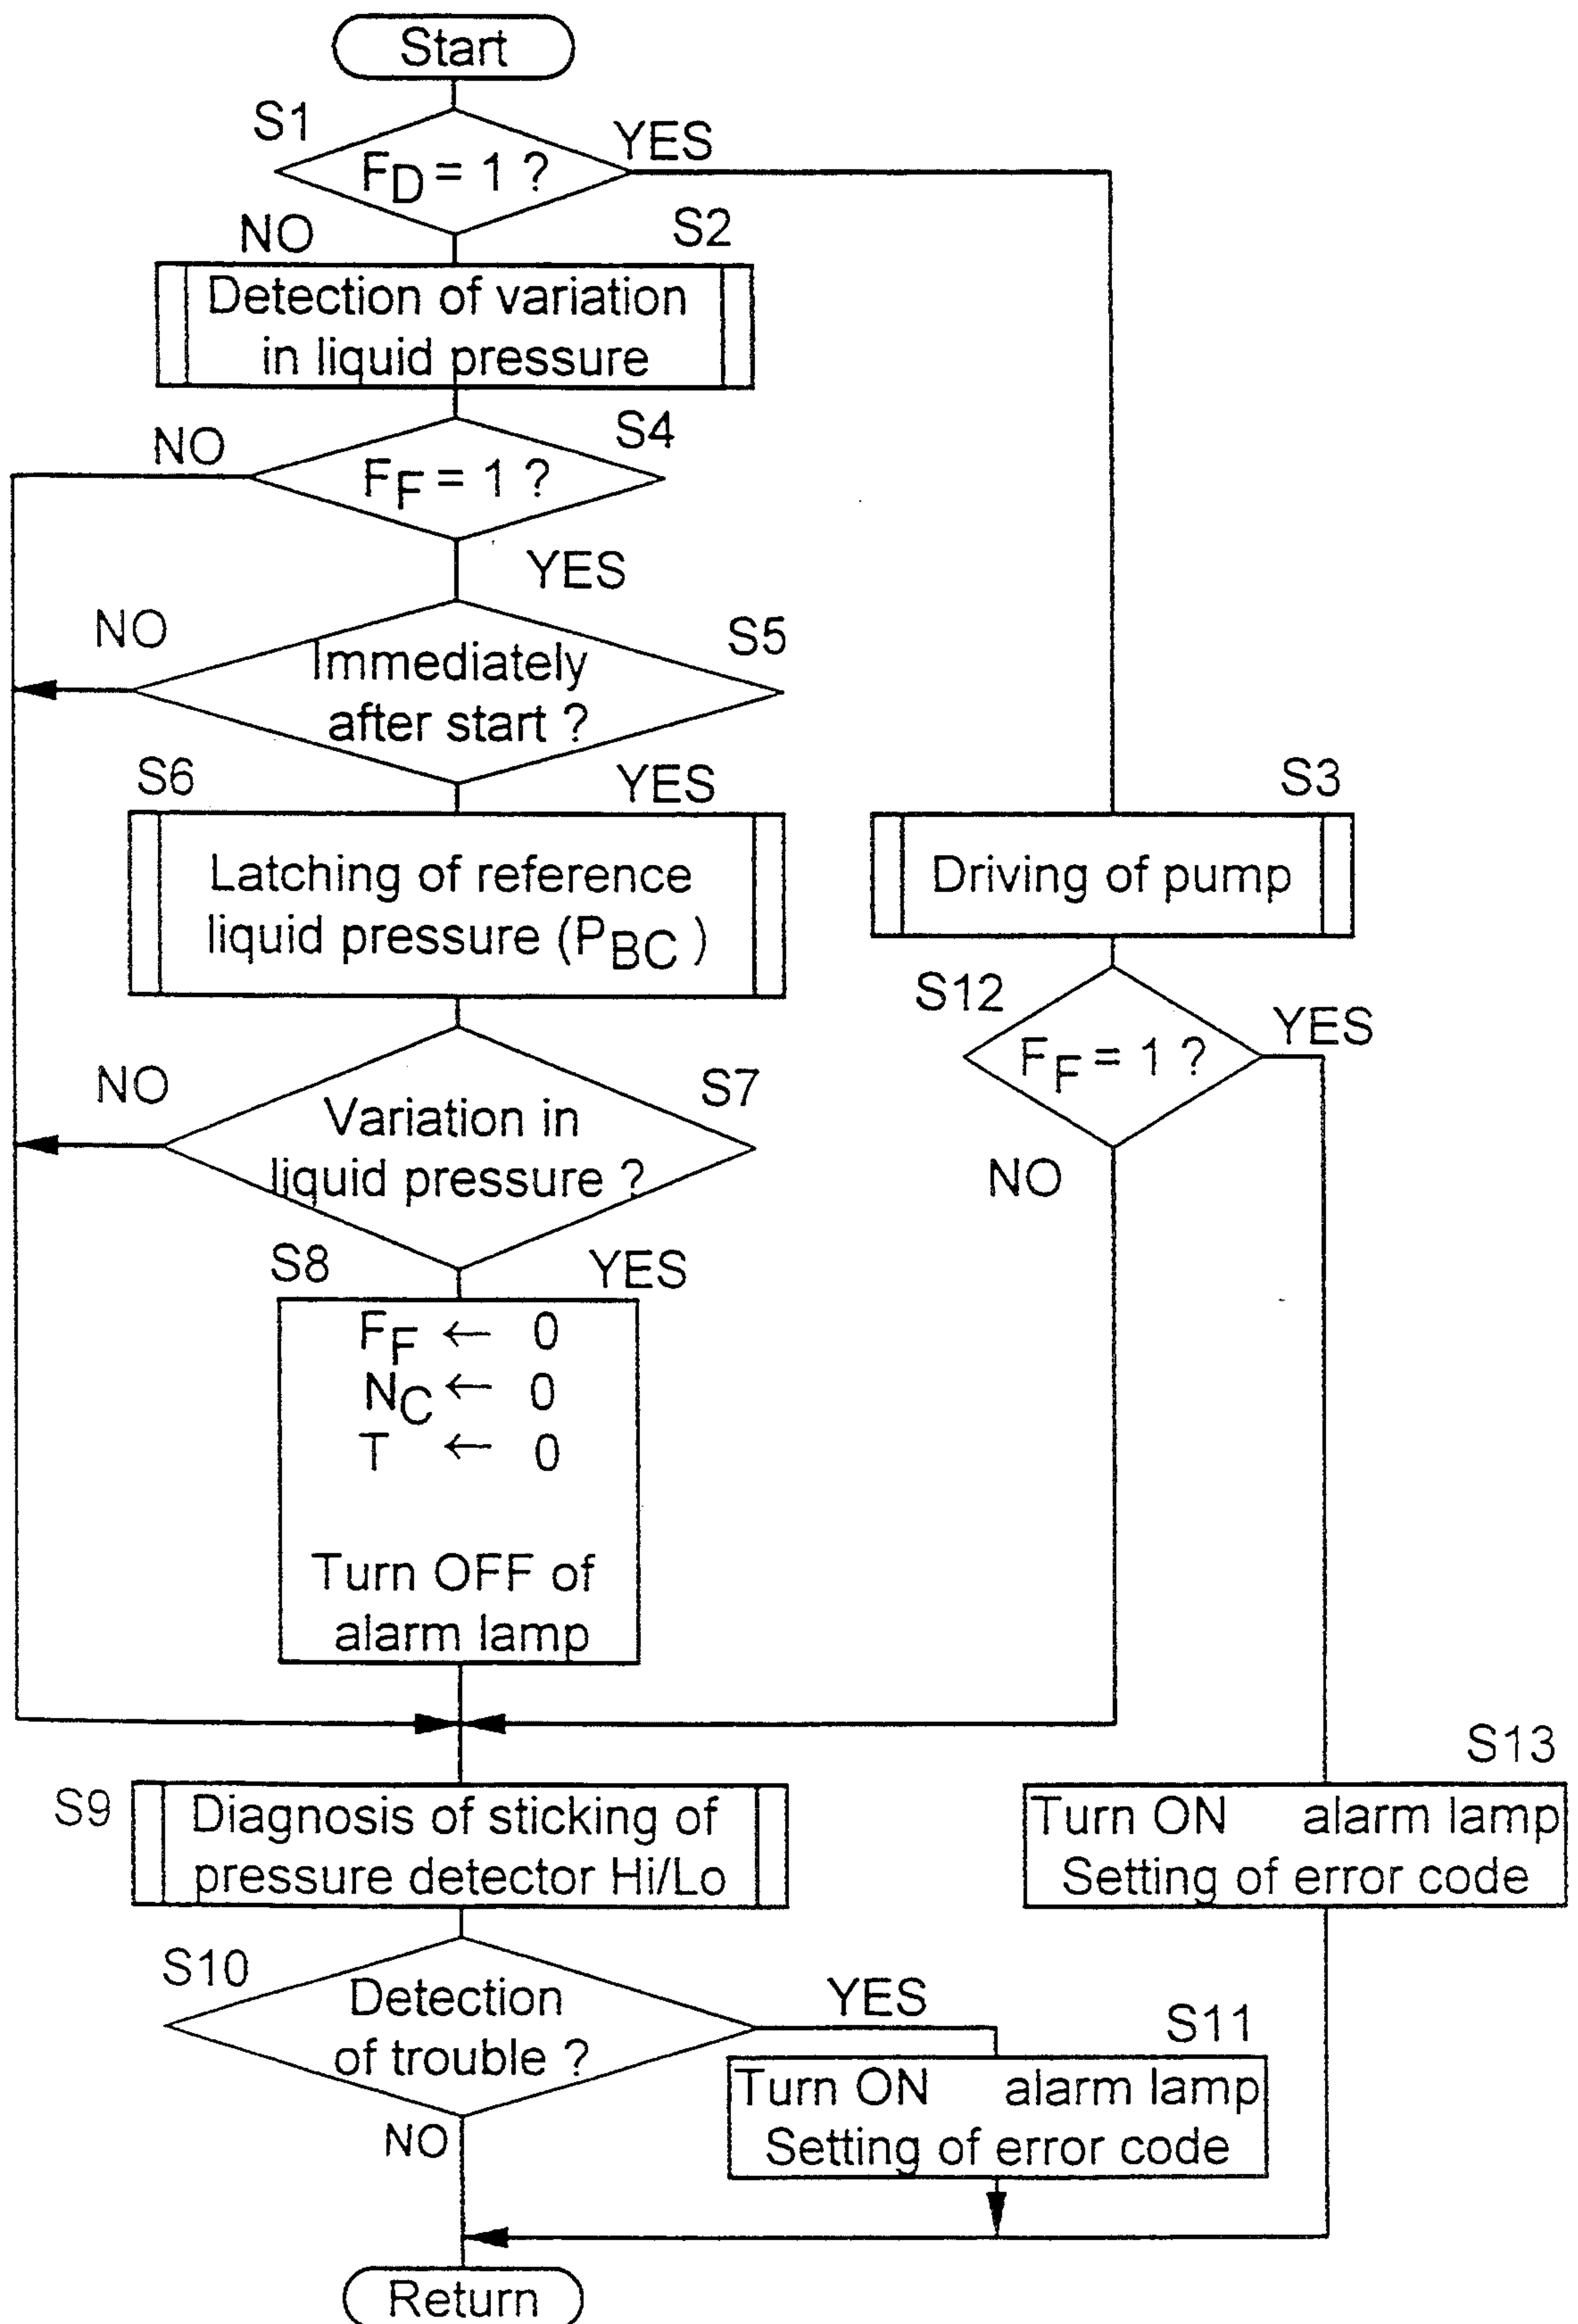 Start
S1
F_D = 1 ?
YES
NO
S2
Detection of variation
in liquid pressure
NO
S4
F_F = 1 ?
YES
NO
S5
Immediately
after start ?
S6
YES
S3
Latching of reference
liquid pressure (P_BC)
Driving of pump
S12
YES
F_F = 1 ?
NO
S7
Variation in
liquid pressure ?
NO
S8
YES
F_F ← 0
N_C ← 0
T ← 0
Turn OFF of
alarm lamp
S13
S9
Diagnosis of sticking of
pressure detector Hi/Lo
Turn ON alarm lamp
Setting of error code
S10
Detection
of trouble ?
YES
S11
Turn ON alarm lamp
Setting of error code
NO
Return